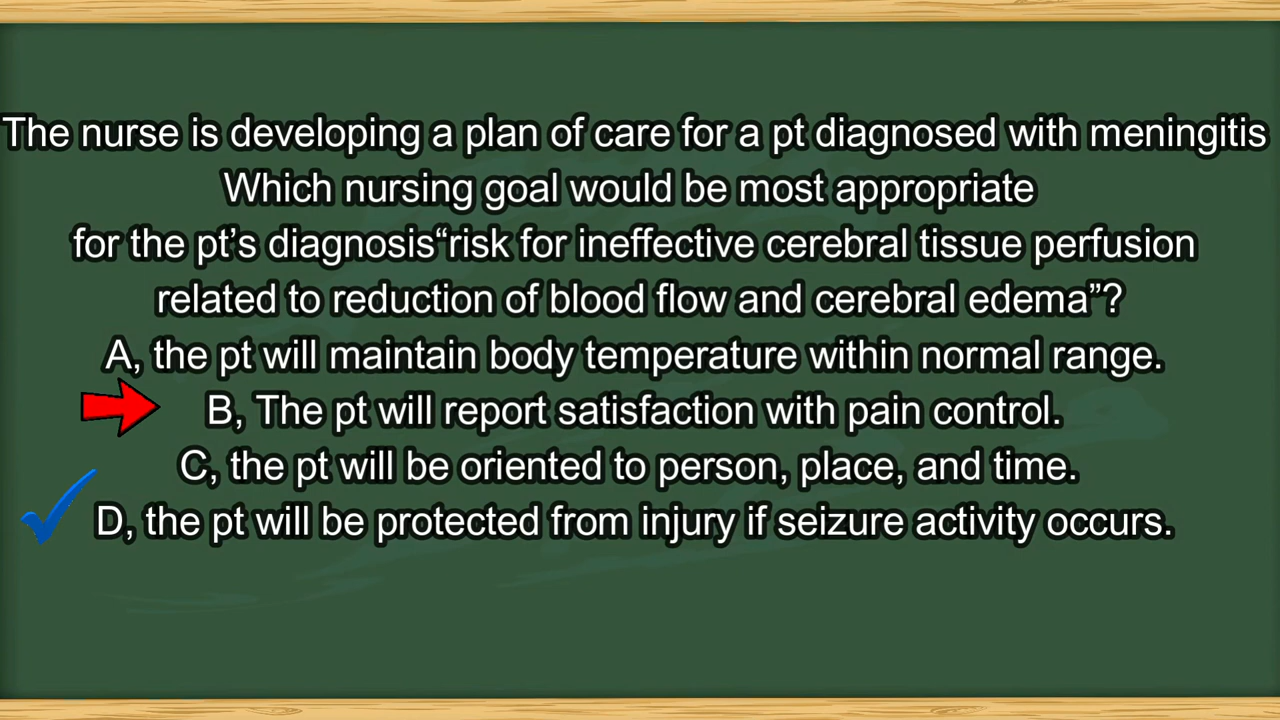 The nurse is developing a plan of care for a pt diagnosed with meningitis
Which nursing goal would be most appropriate
for the pt’s diagnosis“risk for ineffective cerebral tissue perfusion
related to reduction of blood flow and cerebral edema”?
A, the pt will maintain body temperature within normal range.
B, The pt will report satisfaction with pain control.
C, the pt will be oriented to person, place, and time.
D, the pt will be protected from injury if seizure activity occurs.